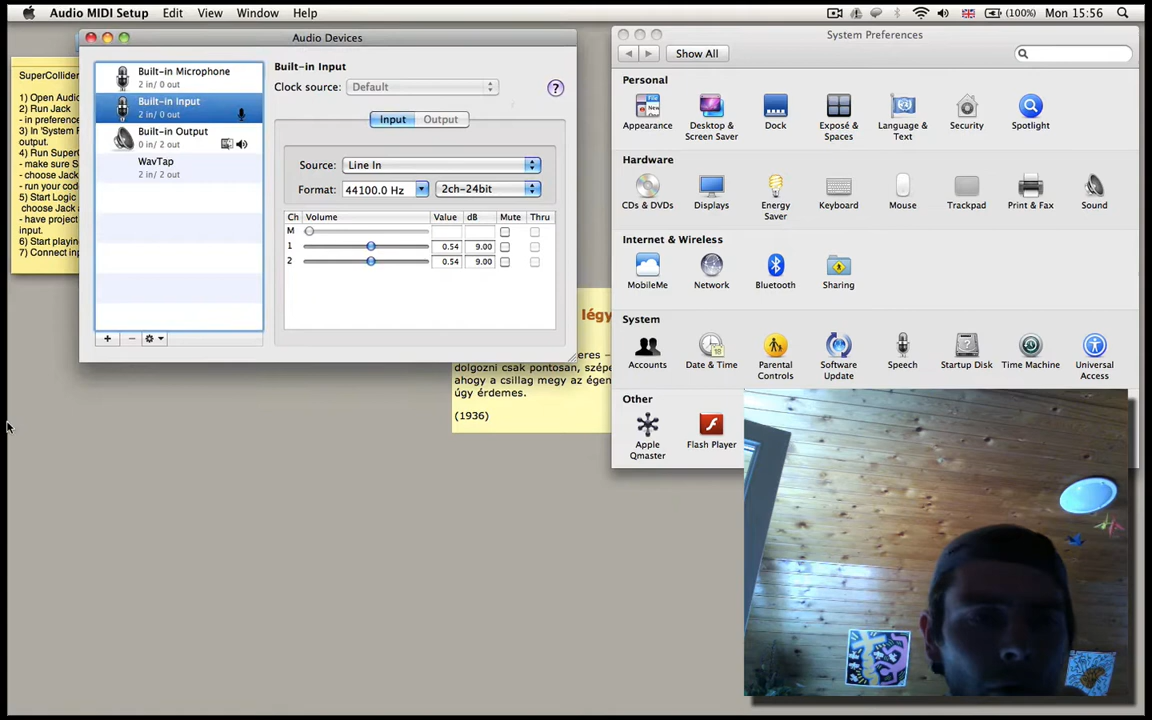 Audio MIDI Setup Edit View Window Help
(100%) Mon 15:56
SuperCollider
1) Open Audio
2) Run Jack
- in preference
3) In 'System P
output.
4) Run SuperC
- make sure S
- choose Jack
- run your code
5) Start Logic
choose Jack a
- have project
input.
6) Start playing
7) Connect inp
Audio Devices
Built-in Microphone
2 in/ 0 out
Built-in Input
2 in/ 0 out
Built-in Output
0 in/ 2 out
WavTap
2 in/ 2 out
Built-in Input
Clock source: Default
?
Input Output
Source: Line In
Format: 44100.0 Hz 2ch-24bit
Ch Volume Value dB Mute Thru
M
1 0.54 9.00
2 0.54 9.00
légy
eres –
dolgozni csak pontosan, szépe
ahogy a csillag megy az égen
úgy érdemes.
(1936)
System Preferences
Show All
Personal
Appearance
Desktop &
Screen Saver
Dock
Exposé &
Spaces
Language &
Text
Security
Spotlight
Hardware
CDs & DVDs
Displays
Energy
Saver
Keyboard
Mouse
Trackpad
Print & Fax
Sound
Internet & Wireless
MobileMe
Network
Bluetooth
Sharing
System
Accounts
Date & Time
Parental
Controls
Software
Update
Speech
Startup Disk
Time Machine
Universal
Access
Other
Apple
Qmaster
Flash Player